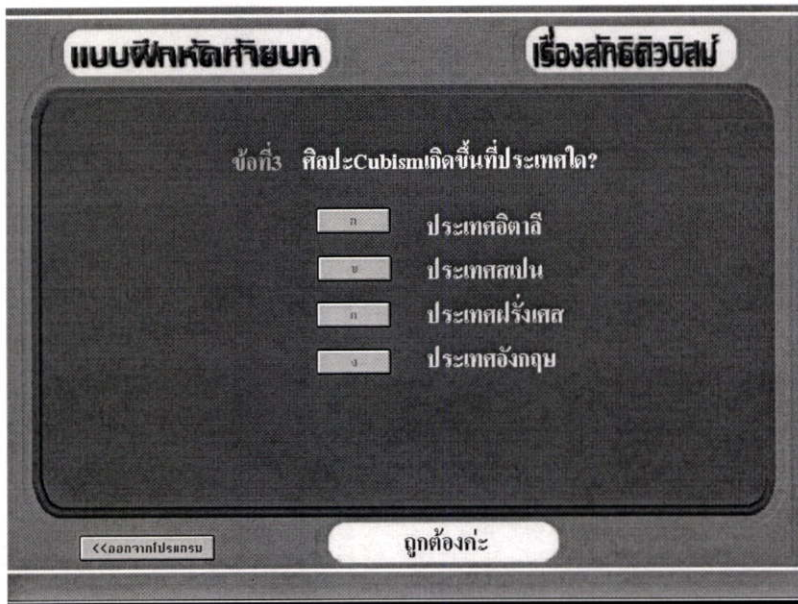 แบบฝึกหัดท้ายบท
เรื่องลัทธิคิวบิสม์
ข้อที่3 ศิลปะCubismเกิดขึ้นที่ประเทศใด?
ก ประเทศอิตาลี
ข ประเทศสเปน
ค ประเทศฝรั่งเศส
ง ประเทศอังกฤษ
<<ออกจากโปรแกรม
ถูกต้องค่ะ